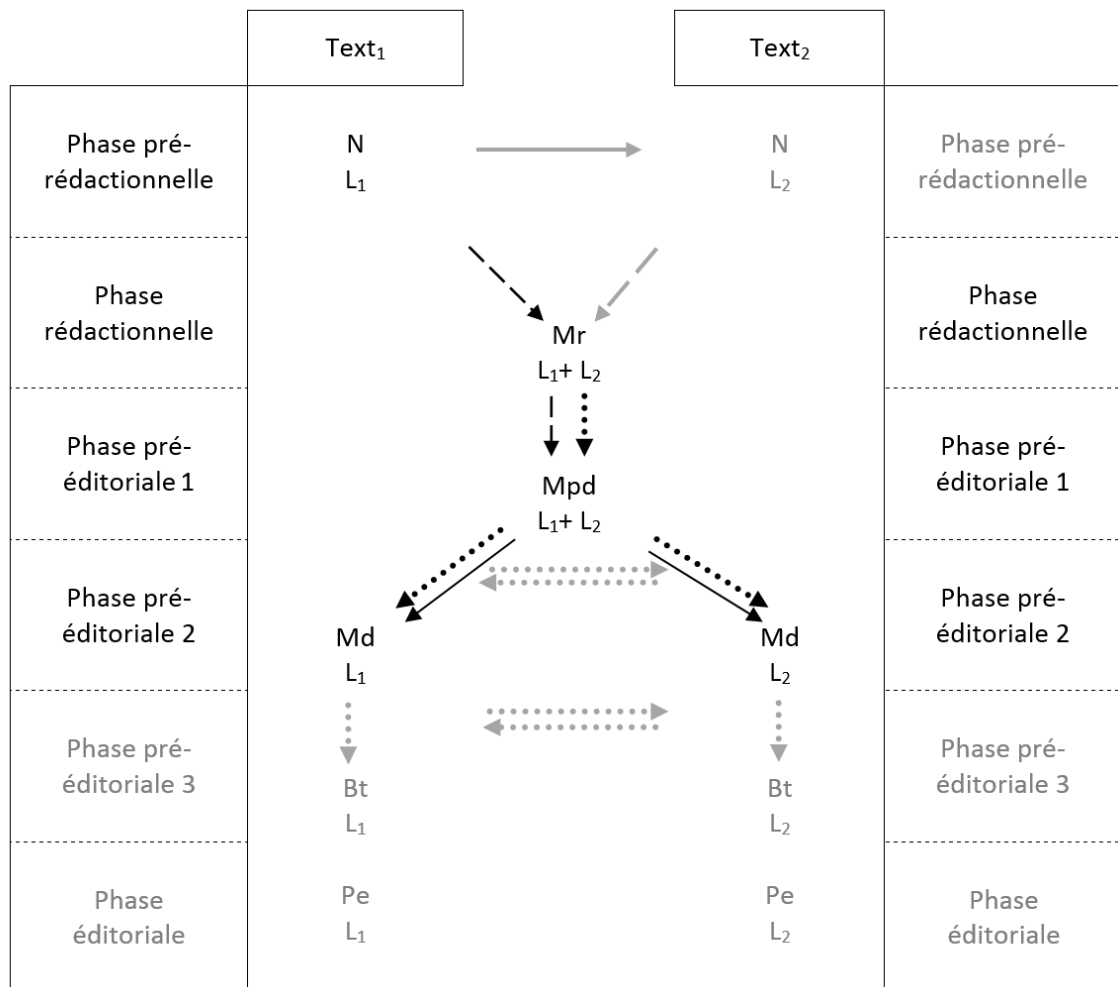 Text₁
Text₂
Phase pré-
rédactionnelle
N
L₁
N
L₂
Phase pré-
rédactionnelle
Phase
rédactionnelle
Mr
L₁+ L₂
Phase
rédactionnelle
Phase pré-
éditoriale 1
Mpd
L₁+ L₂
Phase pré-
éditoriale 1
Phase pré-
éditoriale 2
Md
L₁
Md
L₂
Phase pré-
éditoriale 2
Phase pré-
éditoriale 3
Bt
L₁
Bt
L₂
Phase pré-
éditoriale 3
Phase
éditoriale
Pe
L₁
Pe
L₂
Phase
éditoriale